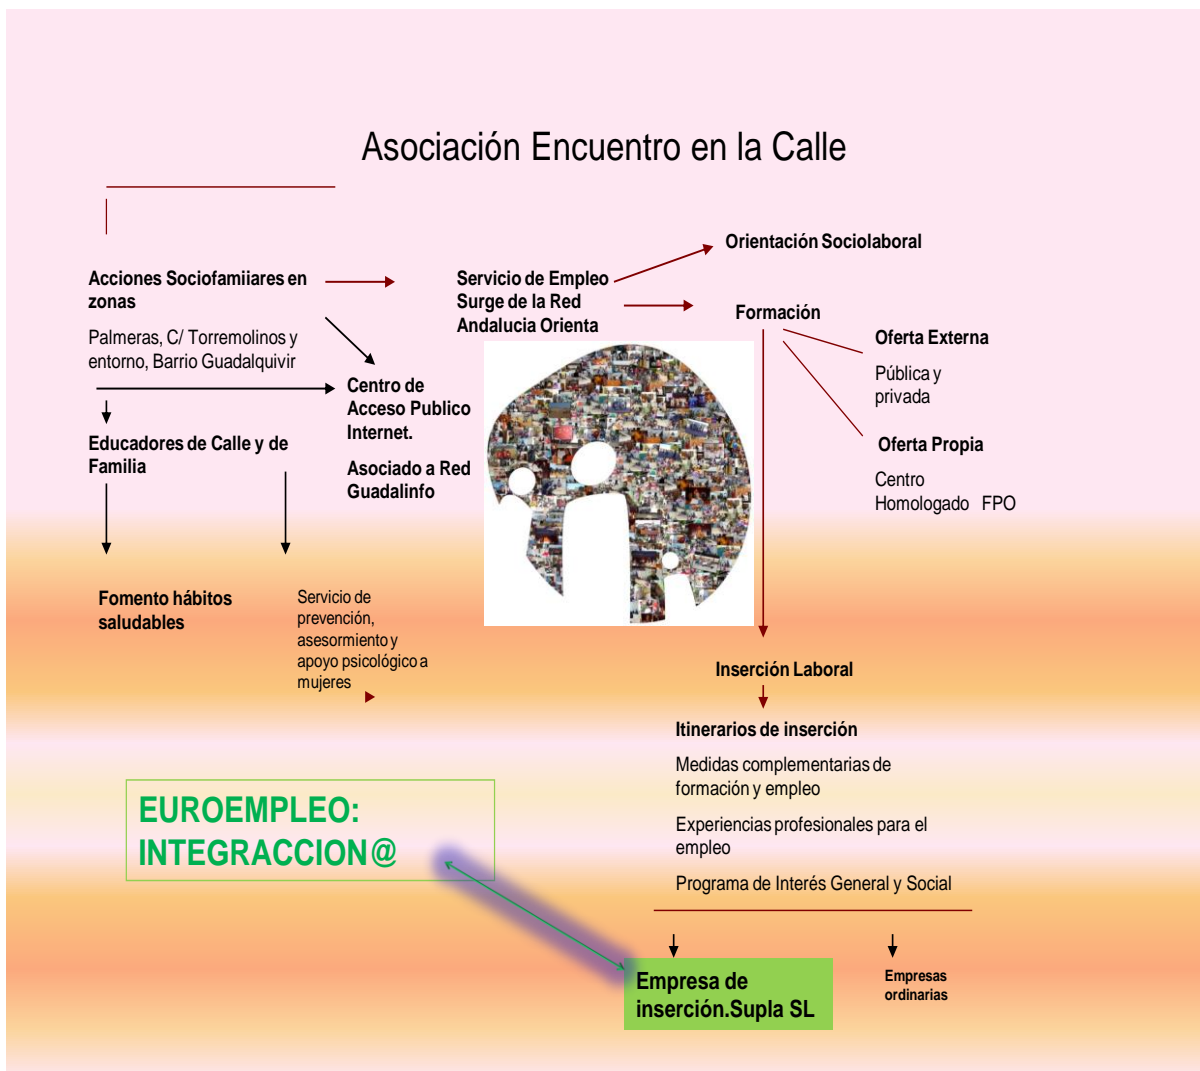 Asociación Encuentro en la Calle
Acciones Sociofamiiares en
zonas
Palmeras, C/ Torremolinos y
entorno, Barrio Guadalquivir
Educadores de Calle y de
Familia
Fomento hábitos
saludables
Servicio de
prevención,
asesormiento y
apoyo psicológico a
mujeres
Centro de
Acceso Publico
Internet.
Asociado a Red
Guadalinfo
Servicio de Empleo
Surge de la Red
Andalucia Orienta
Orientación Sociolaboral
Formación
Oferta Externa
Pública y
privada
Oferta Propia
Centro
Homologado FPO
Inserción Laboral
Itinerarios de inserción
Medidas complementarias de
formación y empleo
Experiencias profesionales para el
empleo
Programa de Interés General y Social
EUROEMPLEO:
INTEGRACCION@
Empresa de
inserción.Supla SL
Empresas
ordinarias